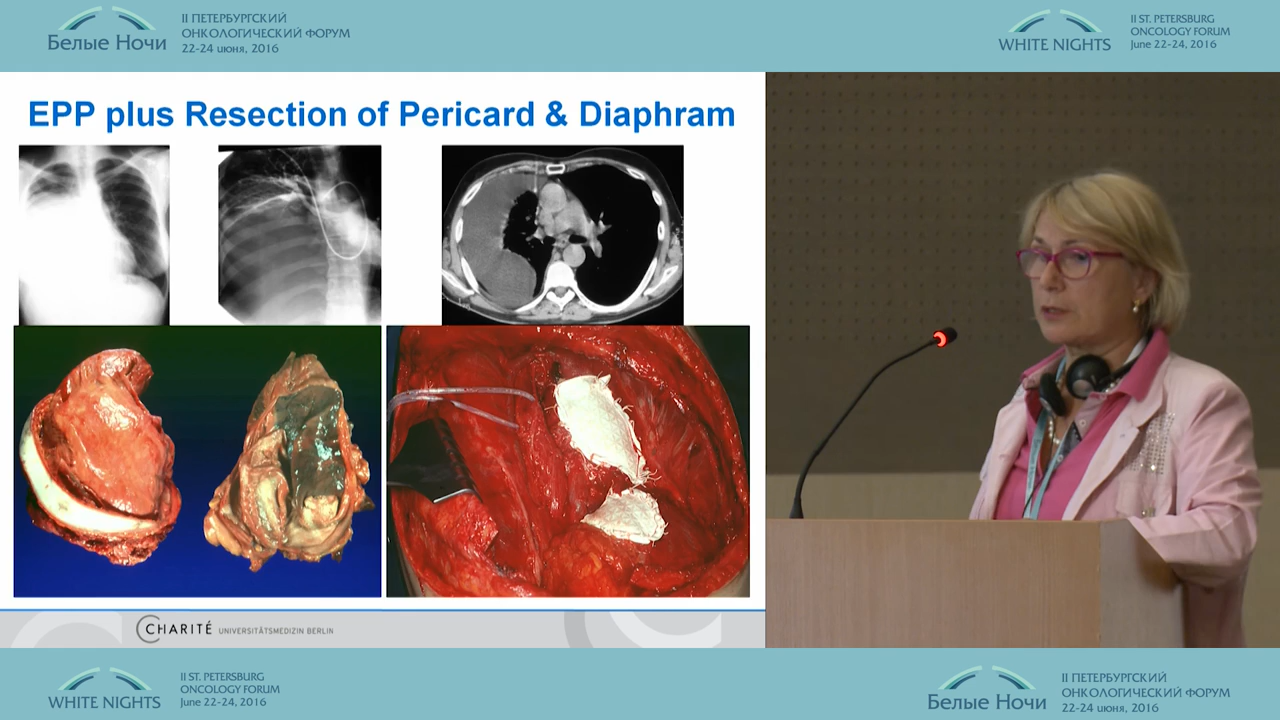 Белые Ночи
II ПЕТЕРБУРГСКИЙ
ОНКОЛОГИЧЕСКИЙ ФОРУМ
22-24 июня, 2016
WHITE NIGHTS
II ST. PETERSBURG
ONCOLOGY FORUM
June 22-24, 2016
EPP plus Resection of Pericard & Diaphram
CHARITÉ UNIVERSITÄTSMEDIZIN BERLIN
WHITE NIGHTS
II ST. PETERSBURG
ONCOLOGY FORUM
June 22-24, 2016
Белые Ночи
II ПЕТЕРБУРГСКИЙ
ОНКОЛОГИЧЕСКИЙ ФОРУМ
22-24 июня, 2016